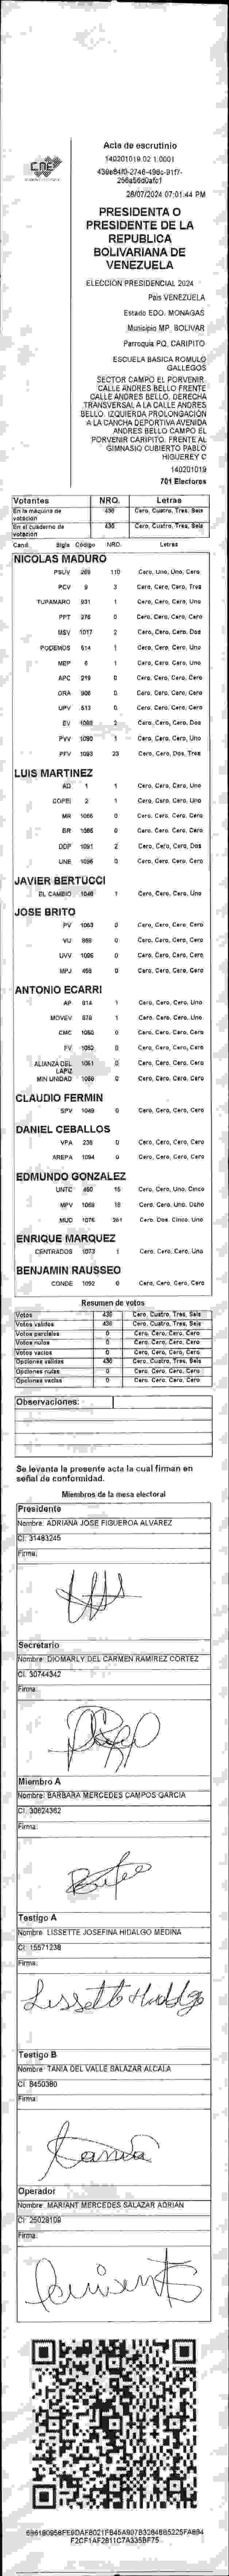 CNE
Acta de escrutinio
140201019.02.1.0001
28/07/2024 07:01:44 PM
PRESIDENTA O
PRESIDENTE DE LA
REPUBLICA
BOLIVARIANA DE
VENEZUELA
ELECCIÓN PRESIDENCIAL 2024
País VENEZUELA
Estado EDO. MONAGAS
Municipio MP. BOLIVAR
Parroquia PQ. CARIPITO
ESCUELA BASICA ROMULO
GALLEGOS
SECTOR CAMPO EL PORVENIR.
CALLE ANDRES BELLO FRENTE
CALLE ANDRES BELLO. DERECHA
TRANSVERSAL A LA CALLE ANDRES
BELLO. IZQUIERDA PROLONGACIÓN
A LA CANCHA DEPORTIVA AVENIDA
ANDRES BELLO CAMPO EL
PORVENIR CARIPITO. FRENTE AL
GIMNASIO CUBIERTO PABLO
HIGUEREY C
140201019
701 Electores
Votantes NRO. Letras
En la máquina de votación 436 Cero, Cuatro, Tres, Seis
En el cuaderno de votación 436 Cero, Cuatro, Tres, Seis
Cand. Sigla Código NRO. Letras
NICOLAS MADURO
PSUV 269 110 Cero, Uno, Uno, Cero
PCV 9 3 Cero, Cero, Cero, Tres
TUPAMARO 931 1 Cero, Cero, Cero, Uno
PPT 276 0 Cero, Cero, Cero, Cero
MSV 1017 2 Cero, Cero, Cero, Dos
PODEMOS 514 1 Cero, Cero, Cero, Uno
MEP 6 1 Cero, Cero, Cero, Uno
APC 219 0 Cero, Cero, Cero, Cero
ORA 906 0 Cero, Cero, Cero, Cero
UPV 513 0 Cero, Cero, Cero, Cero
EV 1088 2 Cero, Cero, Cero, Dos
PVV 1090 1 Cero, Cero, Cero, Uno
PFV 1093 23 Cero, Cero, Dos, Tres
LUIS MARTINEZ
AD 1 1 Cero, Cero, Cero, Uno
COPEI 2 1 Cero, Cero, Cero, Uno
MR 1066 0 Cero, Cero, Cero, Cero
BR 1065 0 Cero, Cero, Cero, Cero
DDP 1091 2 Cero, Cero, Cero, Dos
UNE 1096 0 Cero, Cero, Cero, Cero
JAVIER BERTUCCI
EL CAMBIO 1046 1 Cero, Cero, Cero, Uno
JOSE BRITO
PV 1063 0 Cero, Cero, Cero, Cero
VU 869 0 Cero, Cero, Cero, Cero
UVV 1095 0 Cero, Cero, Cero, Cero
MPJ 458 0 Cero, Cero, Cero, Cero
ANTONIO ECARRI
AP 914 1 Cero, Cero, Cero, Uno
MOVEV 878 1 Cero, Cero, Cero, Uno
CMC 1050 0 Cero, Cero, Cero, Cero
FV 1052 0 Cero, Cero, Cero, Cero
ALIANZA DEL LAPIZ 1061 0 Cero, Cero, Cero, Cero
MIN UNIDAD 1086 0 Cero, Cero, Cero, Cero
CLAUDIO FERMIN
SPV 1049 0 Cero, Cero, Cero, Cero
DANIEL CEBALLOS
VPA 238 0 Cero, Cero, Cero, Cero
AREPA 1094 0 Cero, Cero, Cero, Cero
EDMUNDO GONZALEZ
UNTC 460 15 Cero, Cero, Uno, Cinco
MPV 1069 18 Cero, Cero, Uno, Ocho
MUD 1076 251 Cero, Dos, Cinco, Uno
ENRIQUE MARQUEZ
CENTRADOS 1073 1 Cero, Cero, Cero, Uno
BENJAMIN RAUSSEO
CONDE 1092 0 Cero, Cero, Cero, Cero
Resumen de votos
Votos 436 Cero, Cuatro, Tres, Seis
Votos válidos 436 Cero, Cuatro, Tres, Seis
Votos parciales 0 Cero, Cero, Cero, Cero
Votos nulos 0 Cero, Cero, Cero, Cero
Votos vacíos 0 Cero, Cero, Cero, Cero
Opciones válidas 436 Cero, Cuatro, Tres, Seis
Opciones nulas 0 Cero, Cero, Cero, Cero
Opciones vacías 0 Cero, Cero, Cero, Cero
Observaciones:
Se levanta la presente acta la cual firman en
señal de conformidad.
Miembros de la mesa electoral
Presidente
Nombre: ADRIANA JOSE FIGUEROA ALVAREZ
CI: 31483245
Firma:
Secretario
Nombre: DIOMARLY DEL CARMEN RAMIREZ CORTEZ
CI: 30744342
Firma:
Miembro A
Nombre: BARBARA MERCEDES CAMPOS GARCIA
CI: 30624362
Firma:
Testigo A
Nombre: LISSETTE JOSEFINA HIDALGO MEDINA
CI: 15571238
Firma:
Lissette Hidalgo
Testigo B
Nombre: TANIA DEL VALLE SALAZAR ALCALA
CI: 8450380
Firma:
Tania
Operador
Nombre: MARIANT MERCEDES SALAZAR ADRIAN
CI: 25028109
Firma: